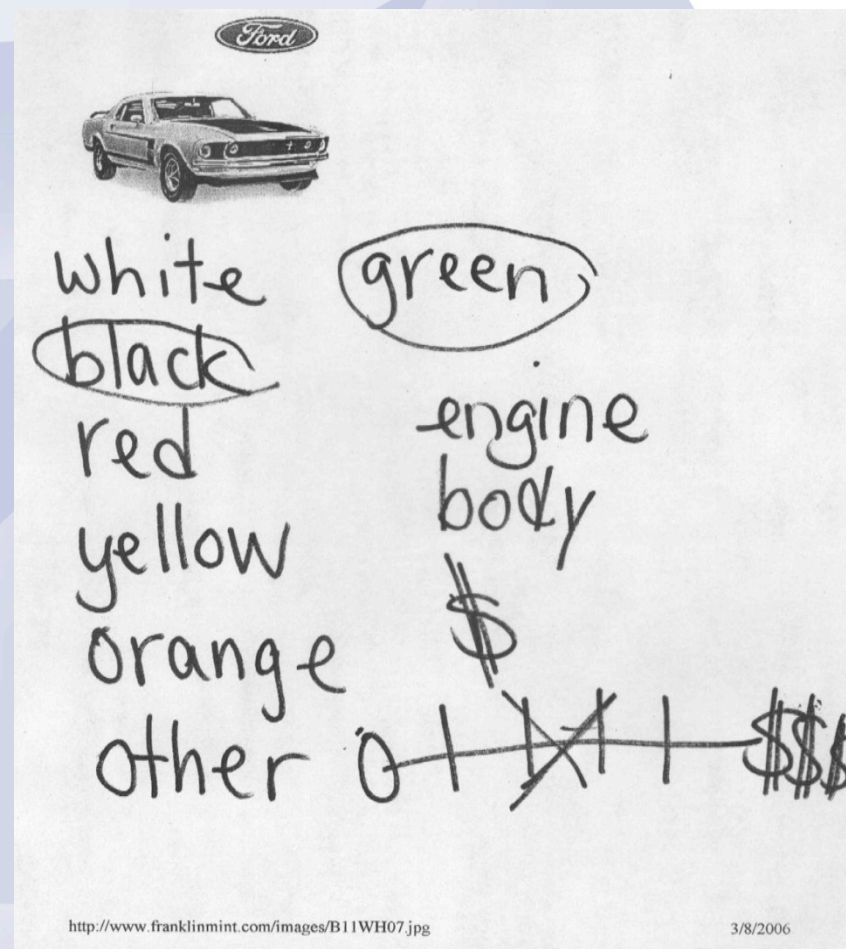 Ford
white green
black
red
yellow
orange
other
engine
body
$
0 $$$
http://www.franklinmint.com/images/B11WH07.jpg 3/8/2006